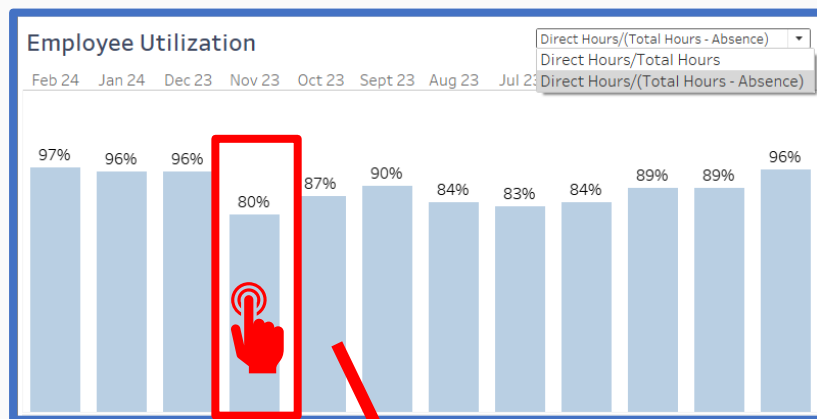 Employee Utilization
Direct Hours/(Total Hours - Absence)
Direct Hours/Total Hours
Direct Hours/(Total Hours - Absence)
Feb 24 Jan 24 Dec 23 Nov 23 Oct 23 Sept 23 Aug 23 Jul 23
97% 96% 96% 80% 87% 90% 84% 83% 84% 89% 89% 96%